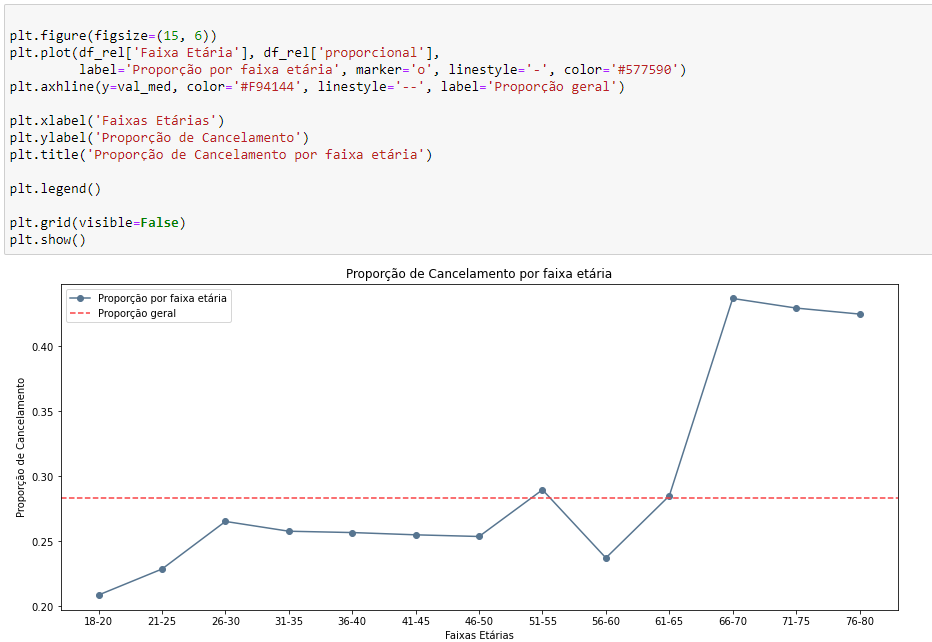 plt.figure(figsize=(15, 6))
plt.plot(df_rel['Faixa Etária'], df_rel['proporcional'],
         label='Proporção por faixa etária', marker='o', linestyle='-', color='#577590')
plt.axhline(y=val_med, color='#F94144', linestyle='--', label='Proporção geral')
plt.xlabel('Faixas Etárias')
plt.ylabel('Proporção de Cancelamento')
plt.title('Proporção de Cancelamento por faixa etária')
plt.legend()
plt.grid(visible=False)
plt.show()
Proporção de Cancelamento por faixa etária
Proporção por faixa etária
Proporção geral
Proporção de Cancelamento
0.40
0.35
0.30
0.25
0.20
18-20 21-25 26-30 31-35 36-40 41-45 46-50 51-55 56-60 61-65 66-70 71-75 76-80
Faixas Etárias